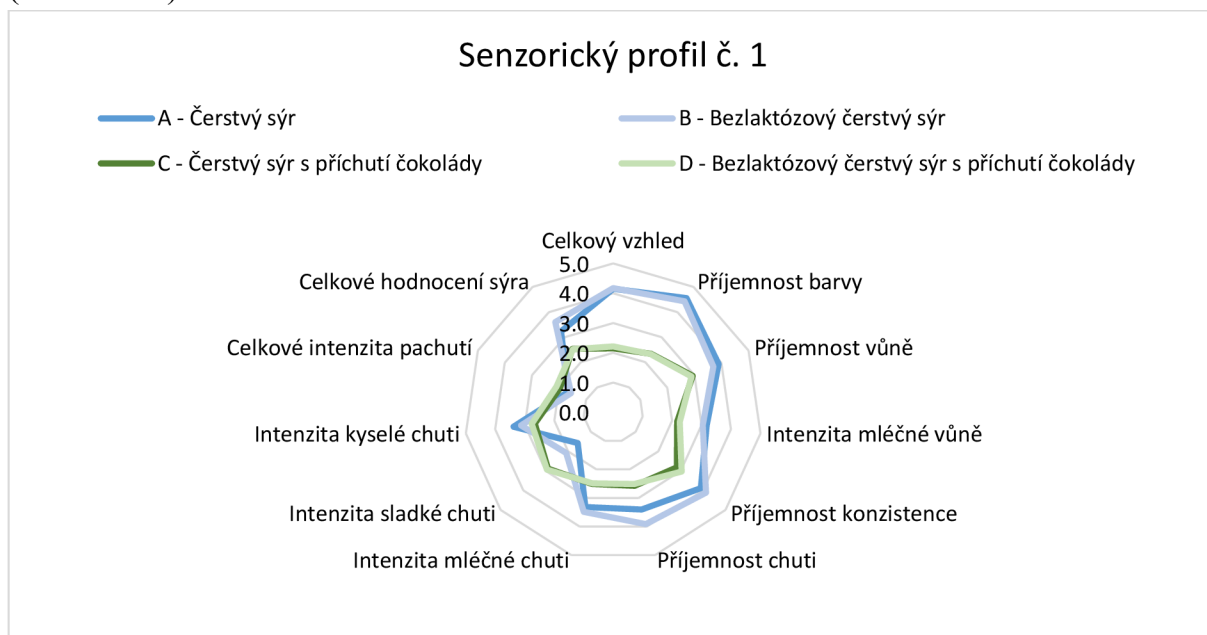 Senzorický profil č. 1
A - Čerstvý sýr
B - Bezlaktózový čerstvý sýr
C - Čerstvý sýr s příchutí čokolády
D - Bezlaktózový čerstvý sýr s příchutí čokolády
Celkový vzhled
5.0
Celkové hodnocení sýra
Příjemnost barvy
4.0
3.0
Celkové intenzita pachutí
Příjemnost vůně
2.0
1.0
0.0
Intenzita kyselé chuti
Intenzita mléčné vůně
Intenzita sladké chuti
Příjemnost konzistence
Intenzita mléčné chuti
Příjemnost chuti